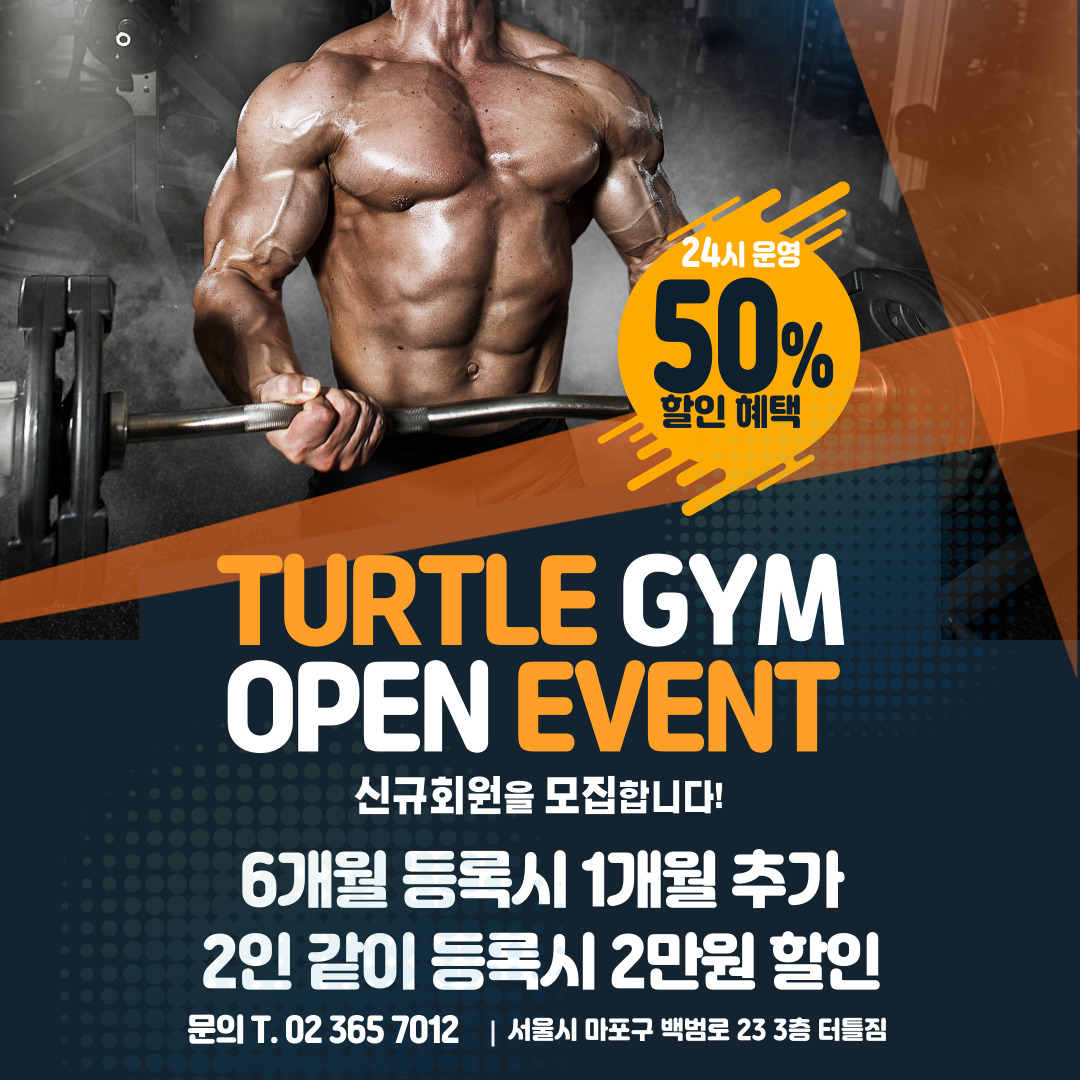 24시 운영
50%
할인 혜택
TURTLE GYM
OPEN EVENT
신규회원을 모집합니다!
6개월 등록시 1개월 추가
2인 같이 등록시 2만원 할인
문의 T. 02 365 7012 | 서울시 마포구 백범로 23 3층 터틀짐